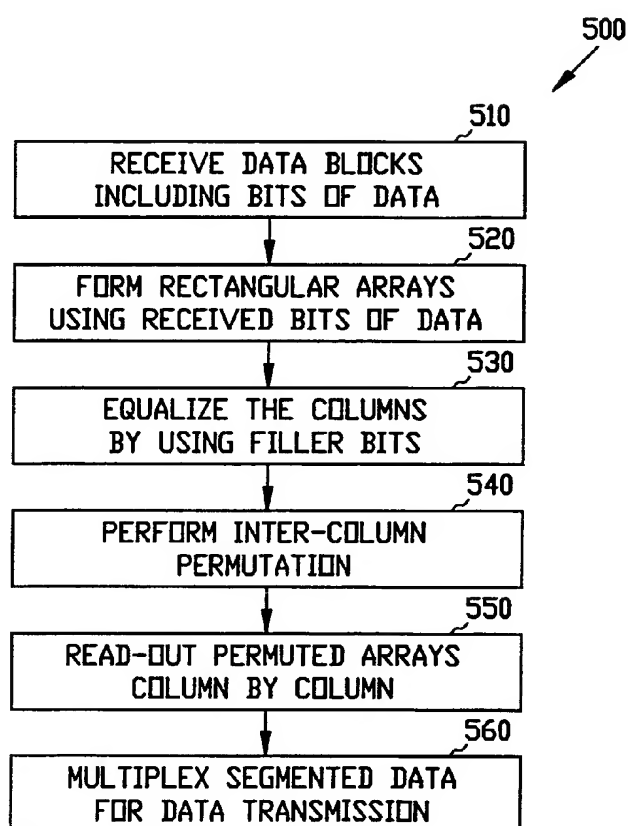 500
510
RECEIVE DATA BLOCKS
INCLUDING BITS OF DATA
520
FORM RECTANGULAR ARRAYS
USING RECEIVED BITS OF DATA
530
EQUALIZE THE COLUMNS
BY USING FILLER BITS
540
PERFORM INTER-COLUMN
PERMUTATION
550
READ-OUT PERMUTED ARRAYS
COLUMN BY COLUMN
560
MULTIPLEX SEGMENTED DATA
FOR DATA TRANSMISSION